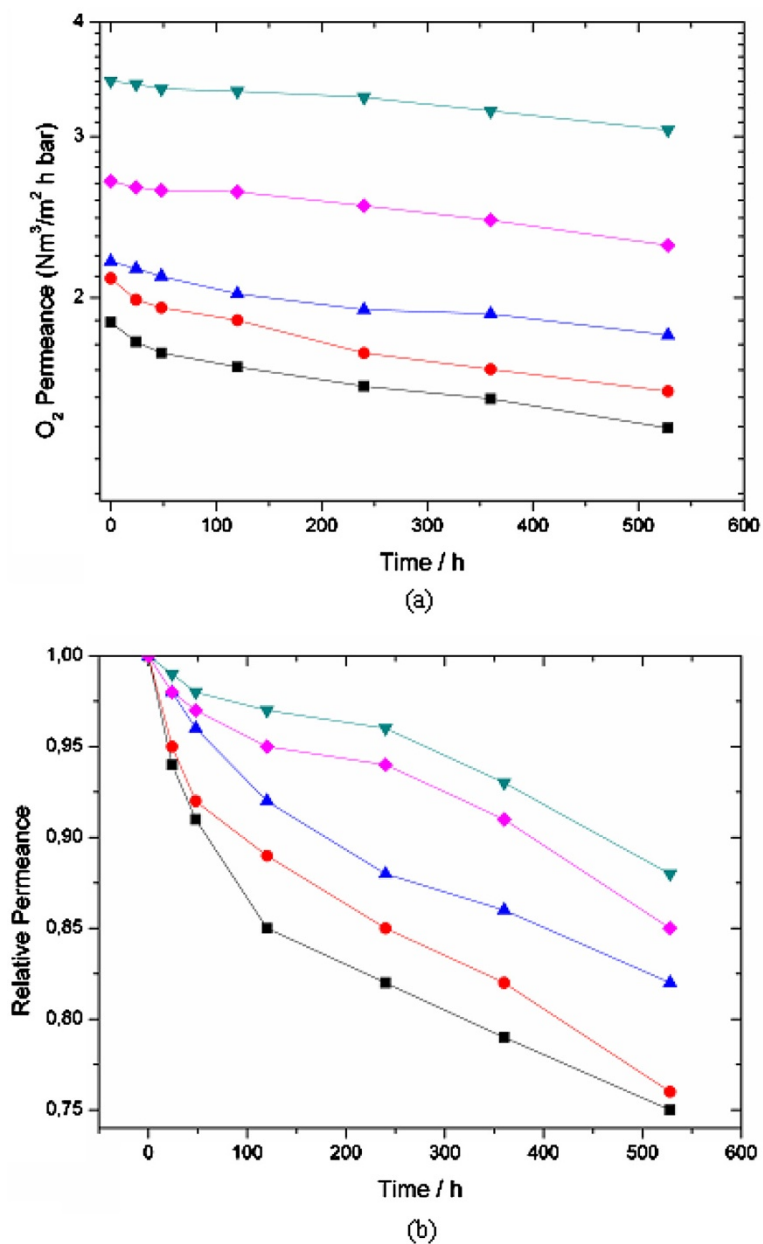 4
3
2
O₂ Permeance (Nm³/m² h bar)
0 100 200 300 400 500 600
Time / h
(a)
1,00
0,95
0,90
0,85
0,80
0,75
Relative Permeance
0 100 200 300 400 500 600
Time / h
(b)